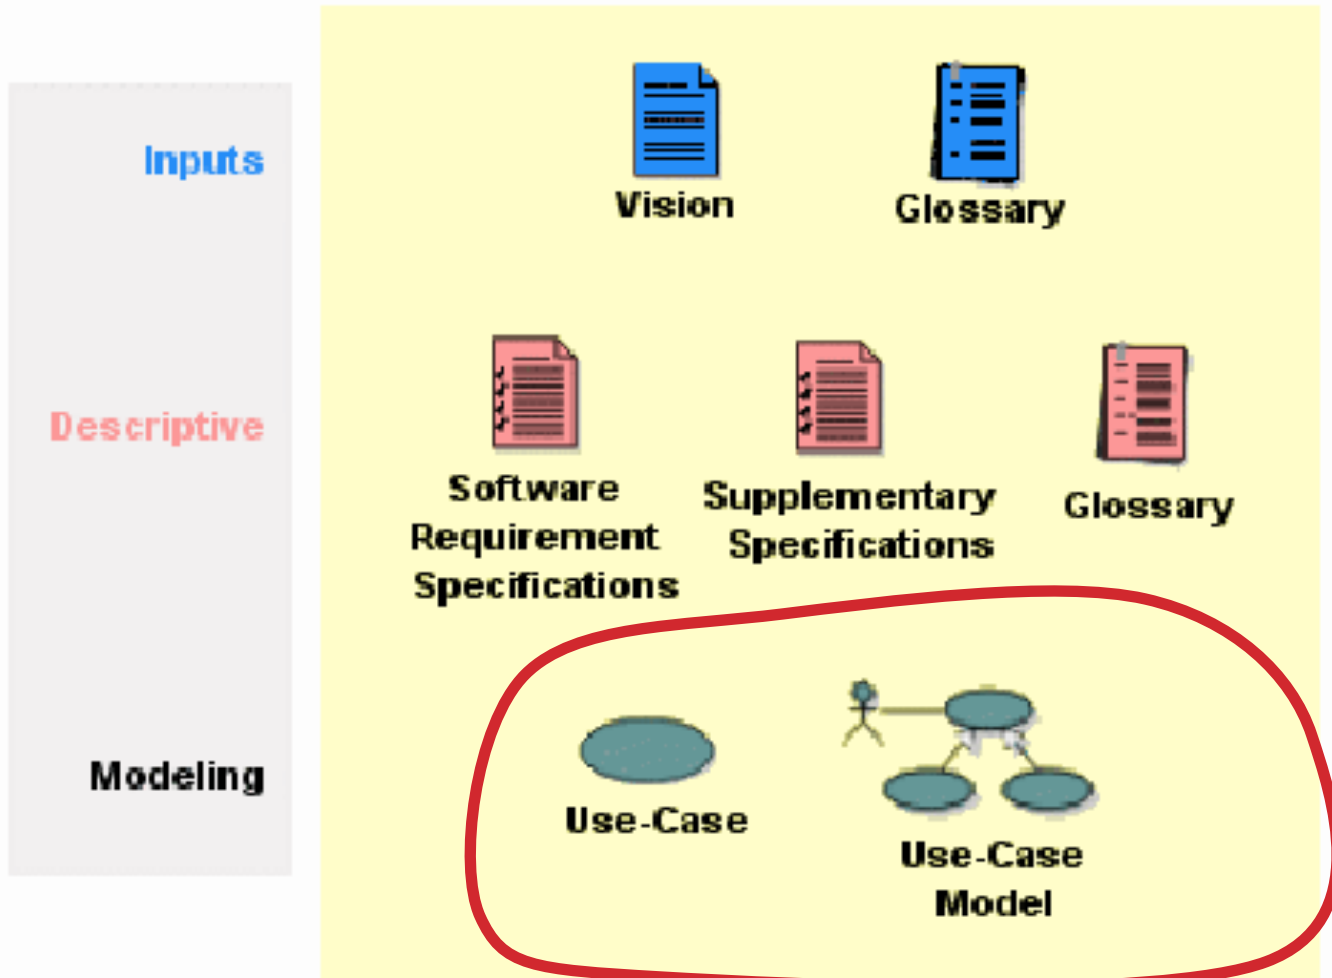 Inputs
Vision
Glossary
Descriptive
Software
Requirement
Specifications
Supplementary
Specifications
Glossary
Modeling
Use-Case
Use-Case
Model